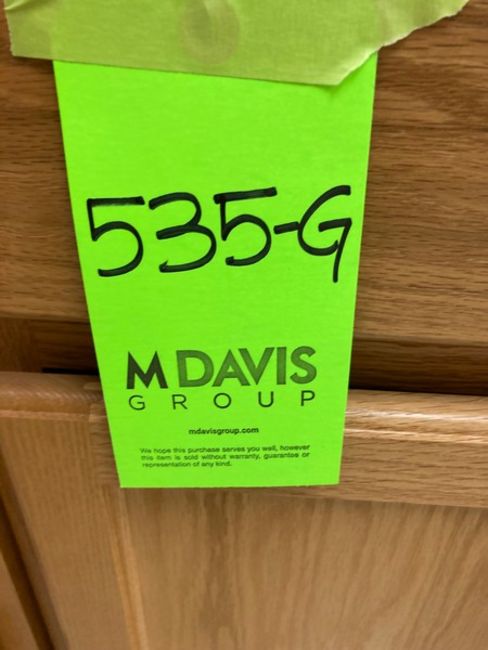 535-G
M DAVIS
GROUP
mdavisgroup.com
We hope this purchase serves you well, however
this item is sold without warranty, guarantee or
representation of any kind.